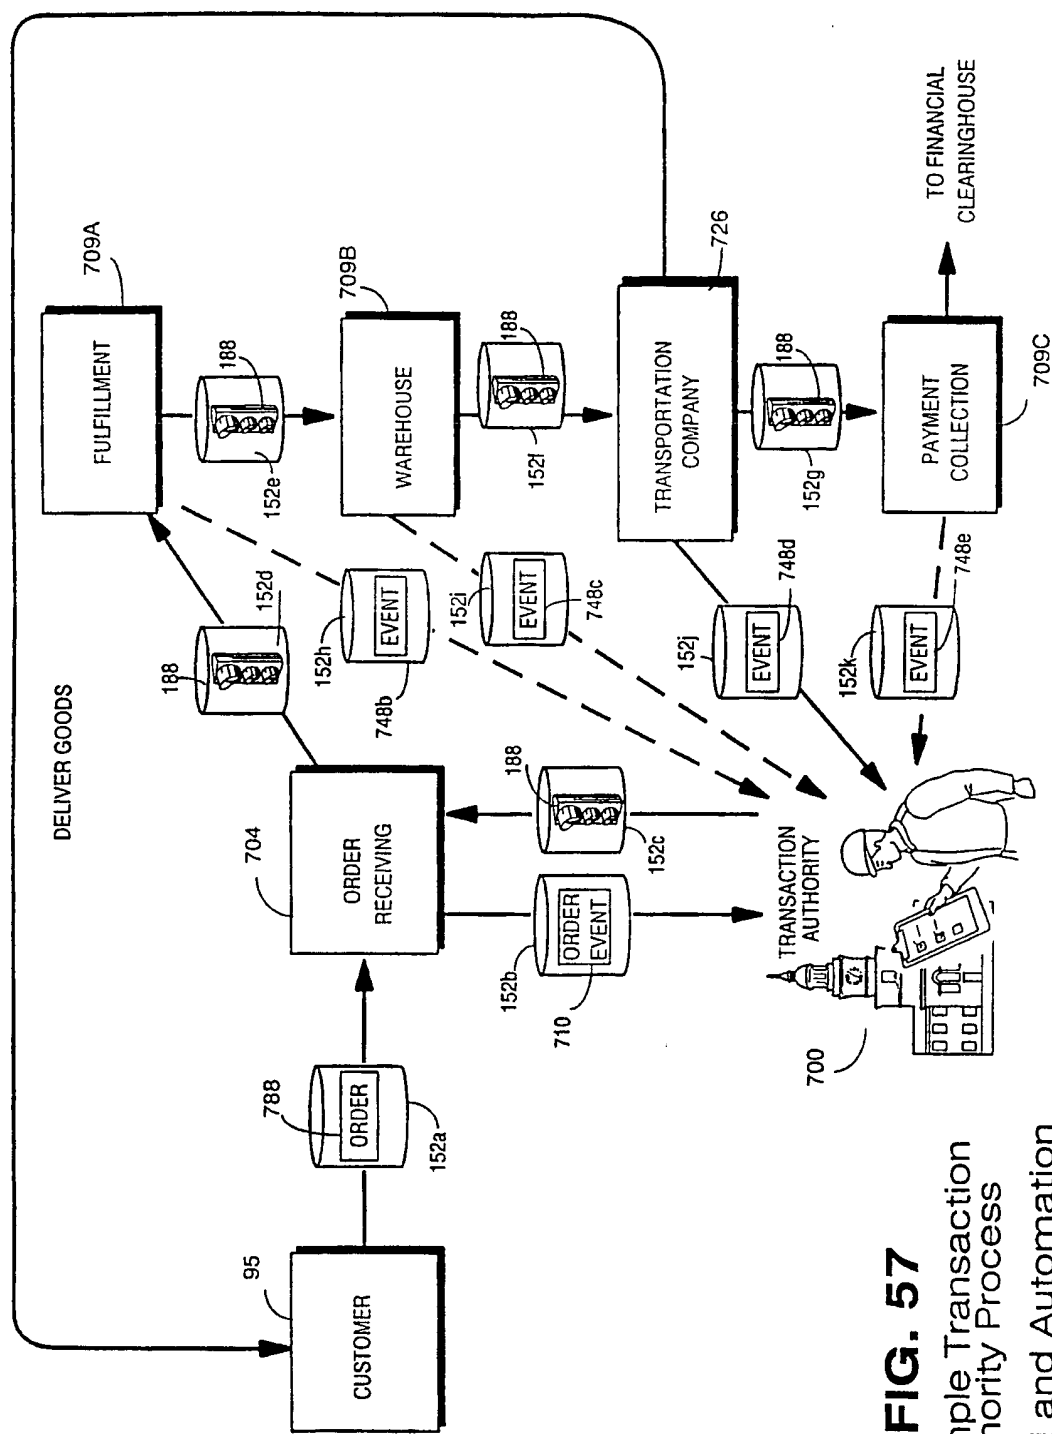 DELIVER GOODS
FULFILLMENT
709A
188
152e
WAREHOUSE
709B
188
152f
TRANSPORTATION
COMPANY
726
188
152g
PAYMENT
COLLECTION
709C
TO FINANCIAL
CLEARINGHOUSE
188
152d
152h
EVENT
748b
152i
EVENT
748c
152j
EVENT
748d
152k
EVENT
748e
704
ORDER
RECEIVING
188
152c
152b
ORDER
EVENT
710
TRANSACTION
AUTHORITY
700
788
ORDER
152a
95
CUSTOMER
FIG. 57
mple Transaction
hority Process
and Automation